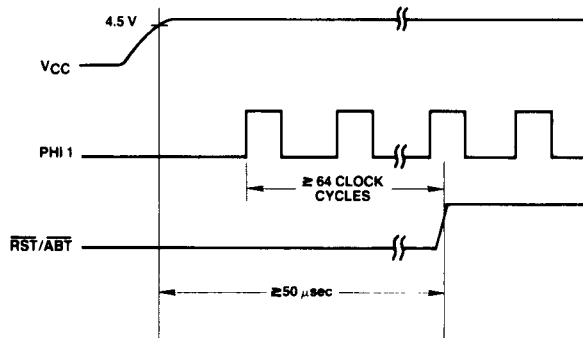 4.5 V
VCC
PHI 1
≥ 64 CLOCK
CYCLES
RST/ABT
≥50 μsec